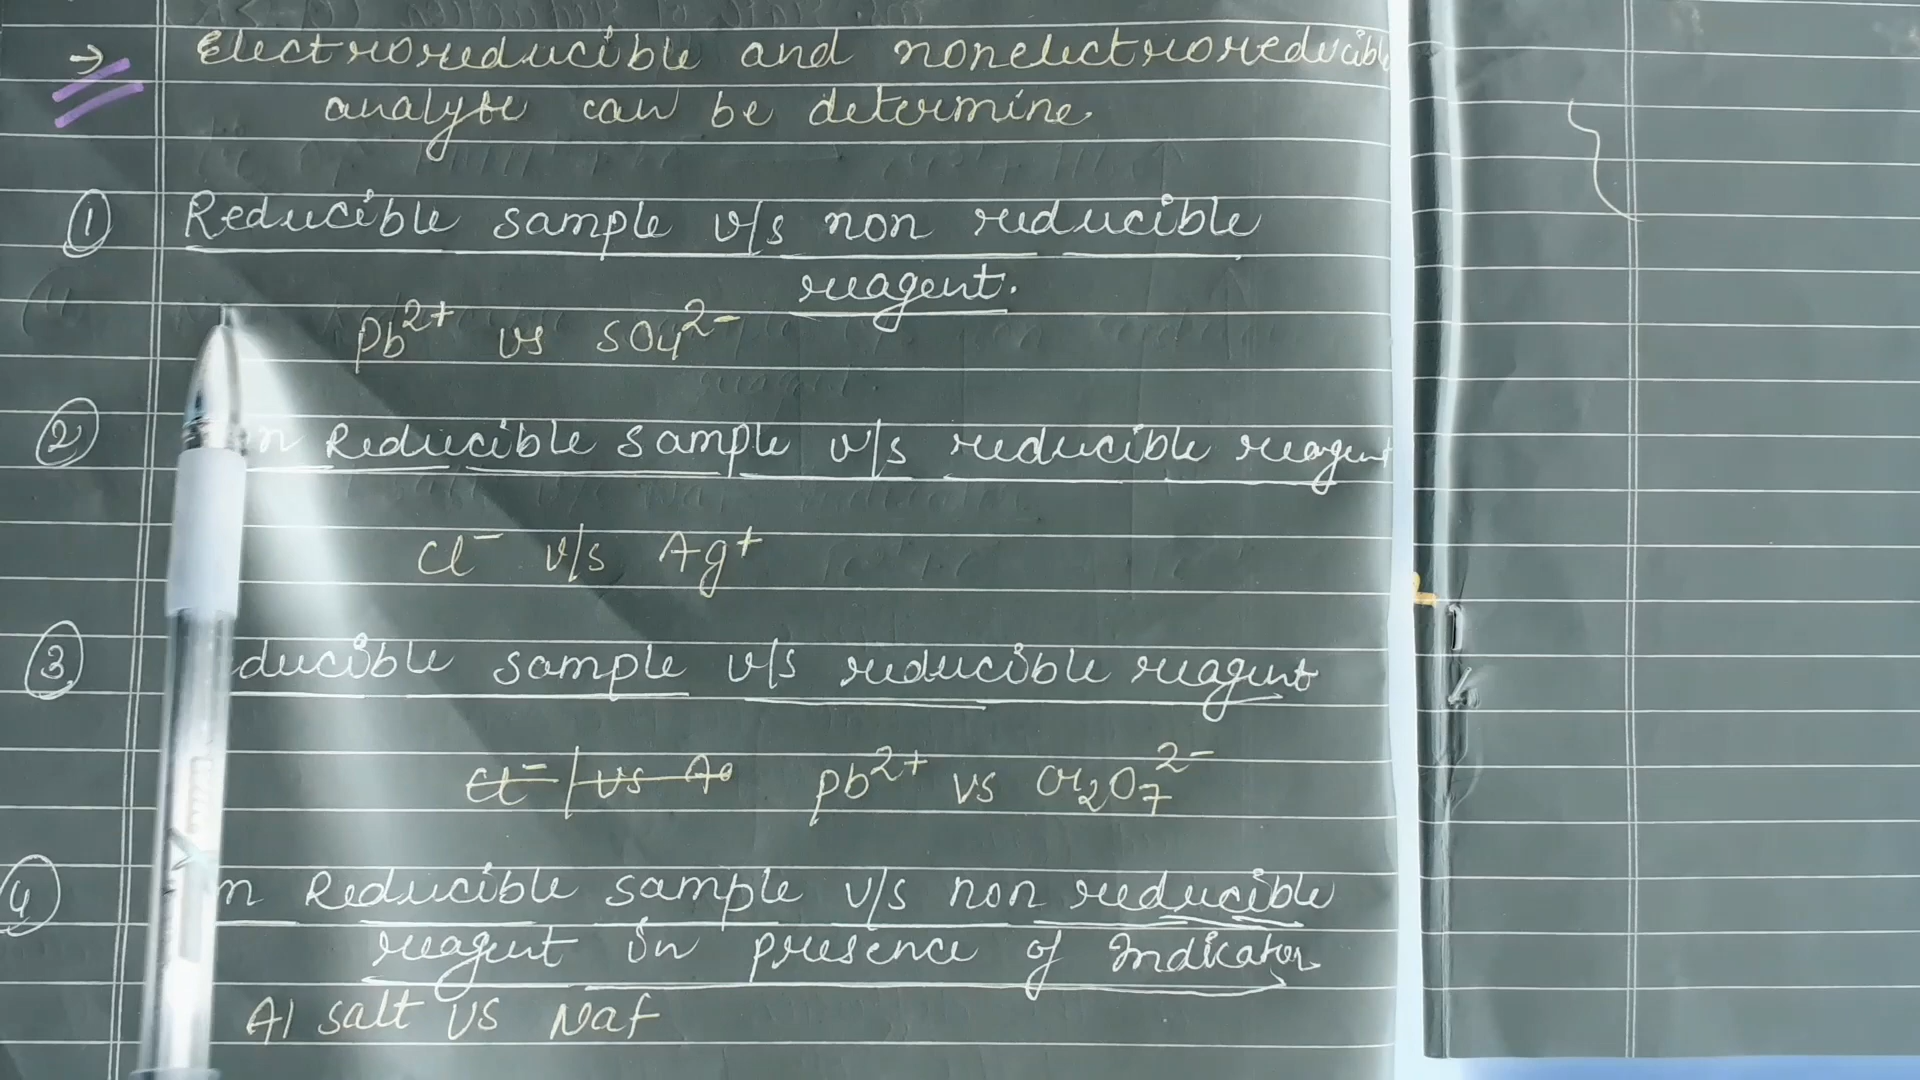 → Electroreducible and nonelectroreducible
analyte can be determine
① Reducible sample v/s non reducible
reagent.
Pb²⁺ vs SO₄²⁻
② n Reducible sample v/s reducible reagent
Cl⁻ v/s Ag⁺
③ ducible sample v/s reducible reagent
Cl⁻ | vs A Pb²⁺ vs Cr₂O₇²⁻
④ n Reducible sample v/s non reducible
reagent in presence of Indicator
Al salt vs NaF